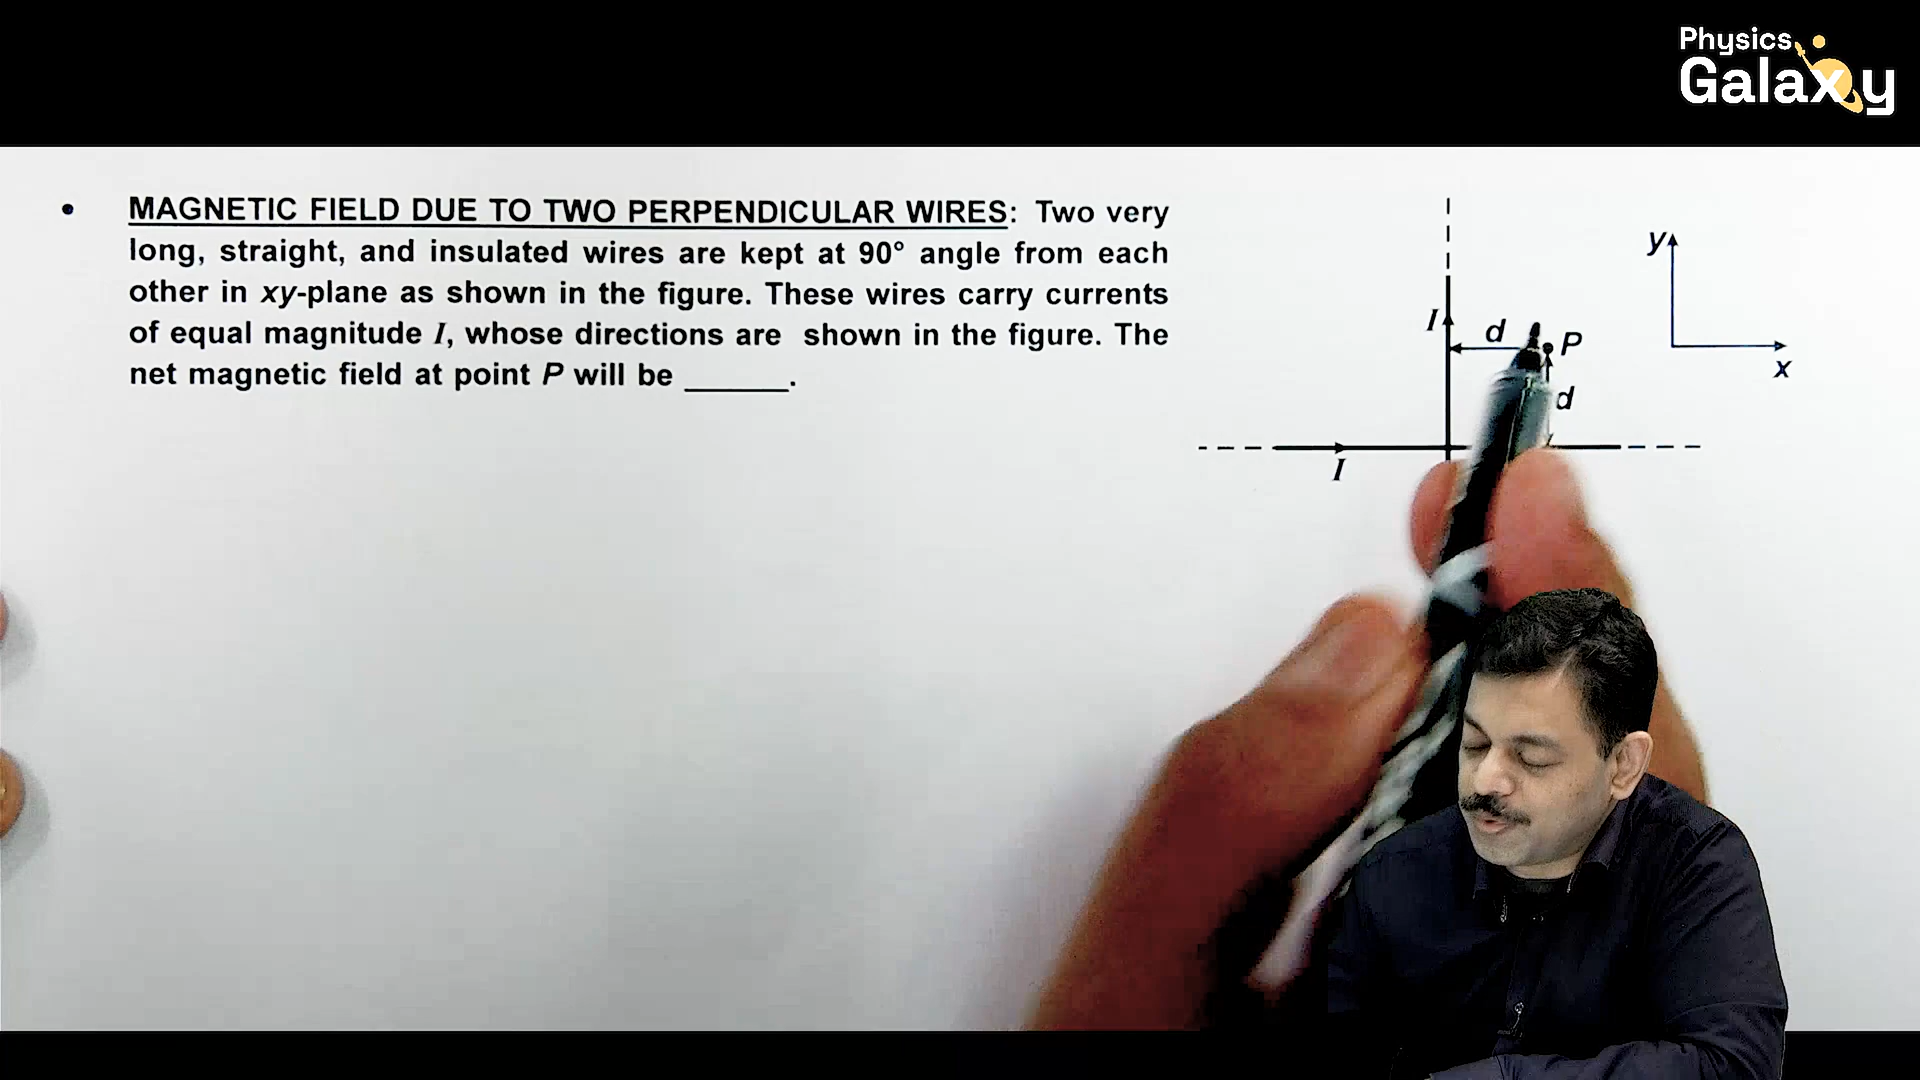 Physics
Galaxy
• MAGNETIC FIELD DUE TO TWO PERPENDICULAR WIRES: Two very
long, straight, and insulated wires are kept at 90° angle from each
other in xy-plane as shown in the figure. These wires carry currents
of equal magnitude I, whose directions are shown in the figure. The
net magnetic field at point P will be ______.
y
I
d
P
x
d
I